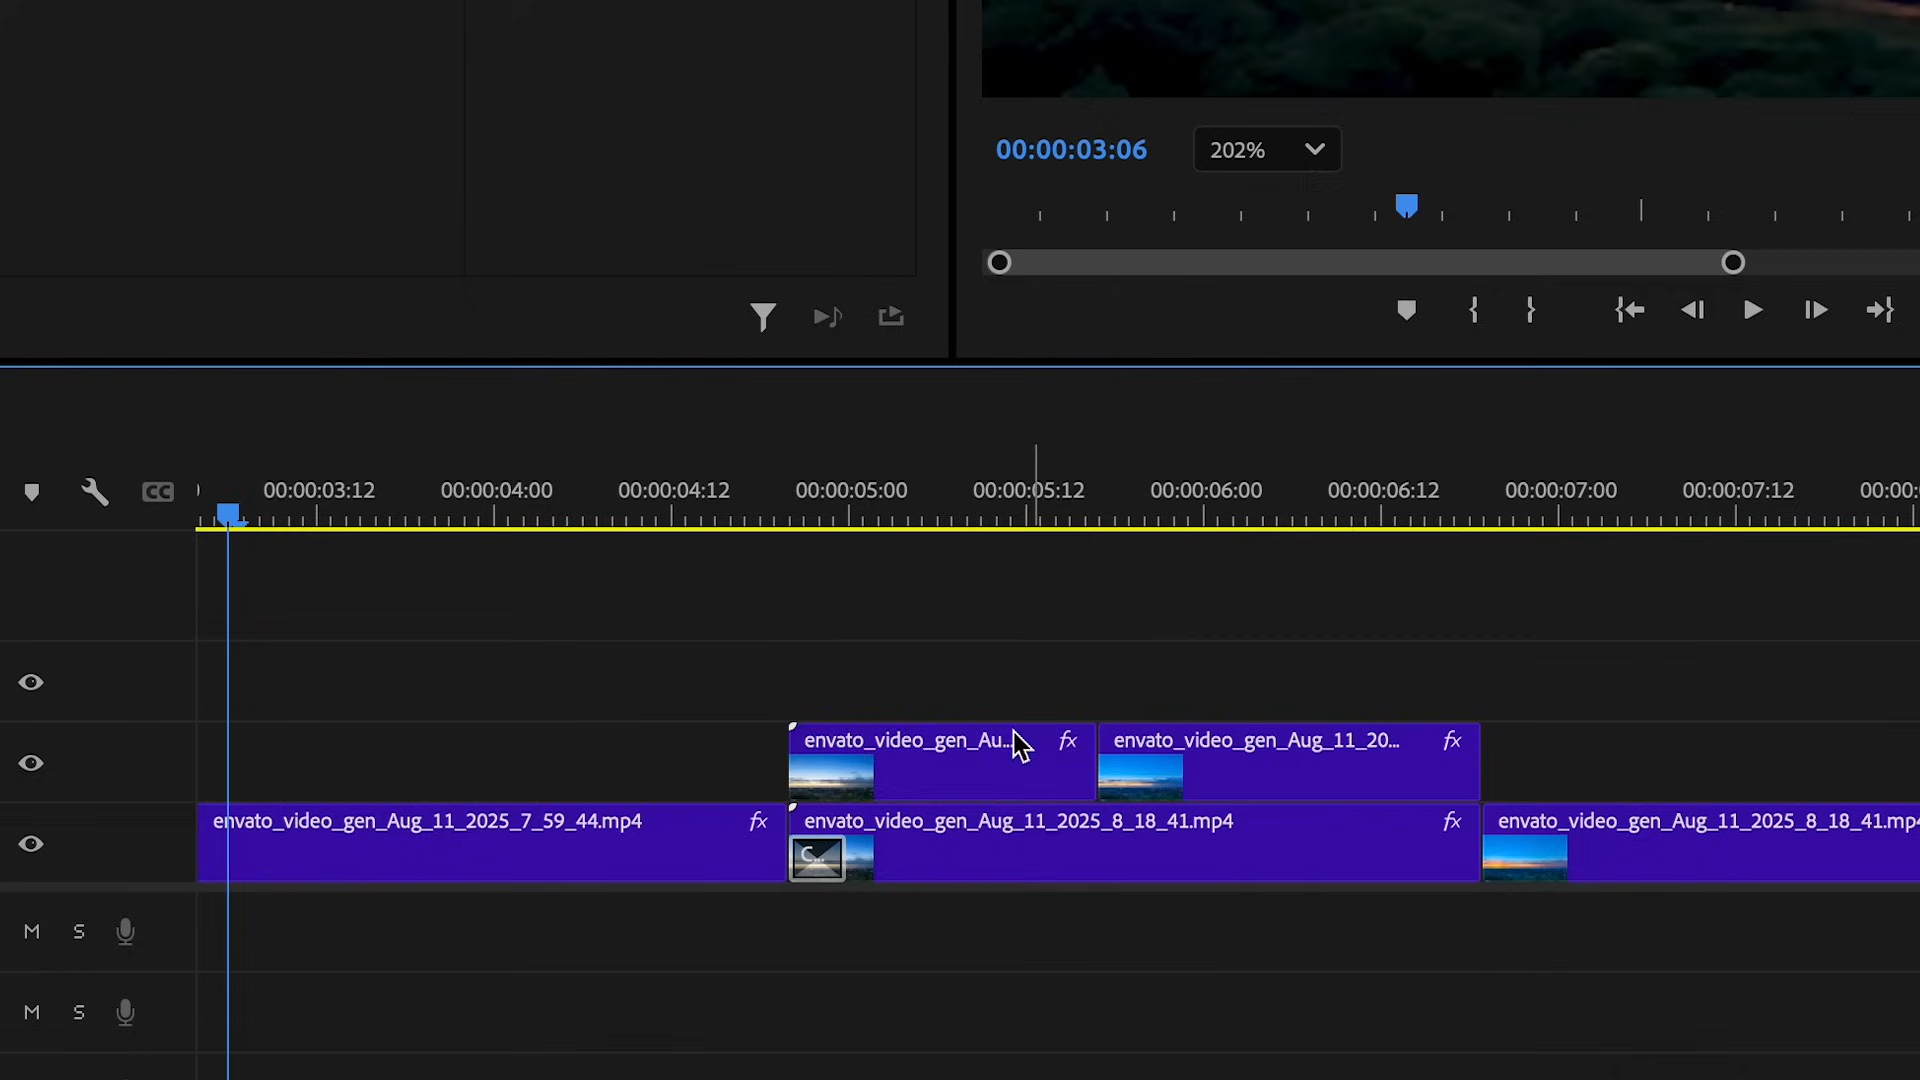 00:00:03:06
202%
CC
00:00:03:12
00:00:04:00
00:00:04:12
00:00:05:00
00:00:05:12
00:00:06:00
00:00:06:12
00:00:07:00
00:00:07:12
envato_video_gen_Au... fx
envato_video_gen_Aug_11_20... fx
envato_video_gen_Aug_11_2025_7_59_44.mp4 fx
envato_video_gen_Aug_11_2025_8_18_41.mp4 fx
C...
envato_video_gen_Aug_11_2025_8_18_41.mp4
M S
M S